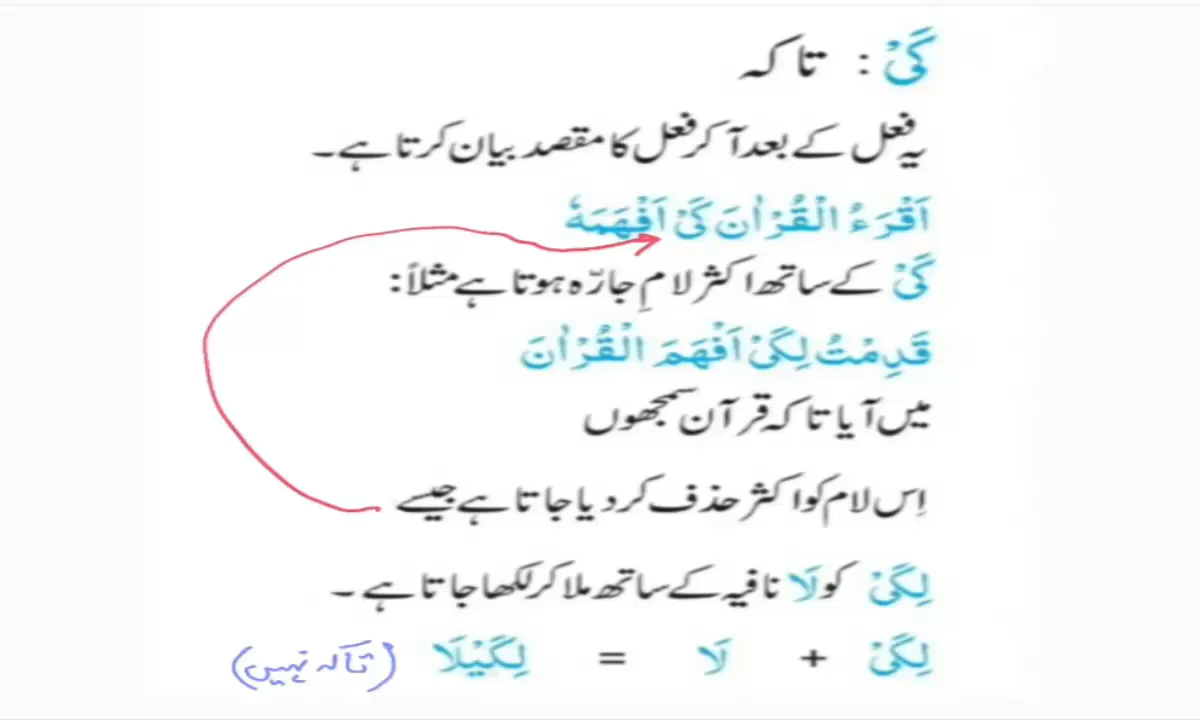 کَیْ : تا کہ
یہ فعل کے بعد آ کر فعل کا مقصد بیان کرتا ہے۔
اَقْرَءُ الْقُرْاٰنَ کَیْ اَفْهَمَهٗ
کَیْ کے ساتھ اکثر لامِ جارّہ ہوتا ہے مثلاً:
قَدِمْتُ لِکَیْ اَفْهَمَ الْقُرْاٰنَ
میں آیا تا کہ قرآن سمجھوں
اِس لام کو اکثر حذف کر دیا جاتا ہے جیسے
لِکَیْ کو لَا نافیہ کے ساتھ ملا کر لکھا جاتا ہے۔
لِکَیْ + لَا = لِکَیْلَا (تاکہ نہیں)